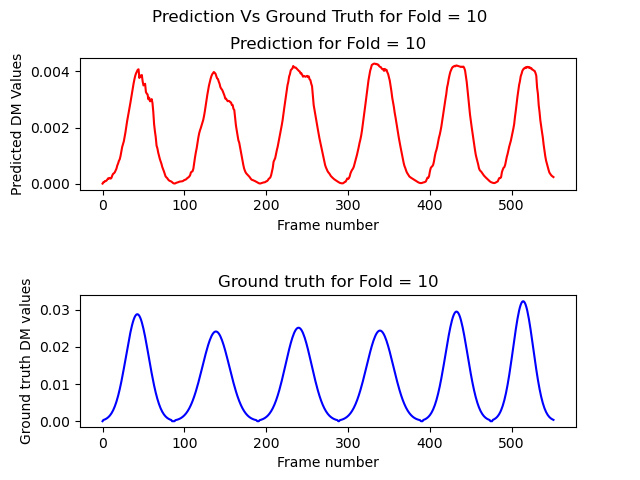 Prediction Vs Ground Truth for Fold = 10
Prediction for Fold = 10
Predicted DM Values
0.004
0.002
0.000
0 100 200 300 400 500
Frame number
Ground truth for Fold = 10
Ground truth DM values
0.03
0.02
0.01
0.00
0 100 200 300 400 500
Frame number